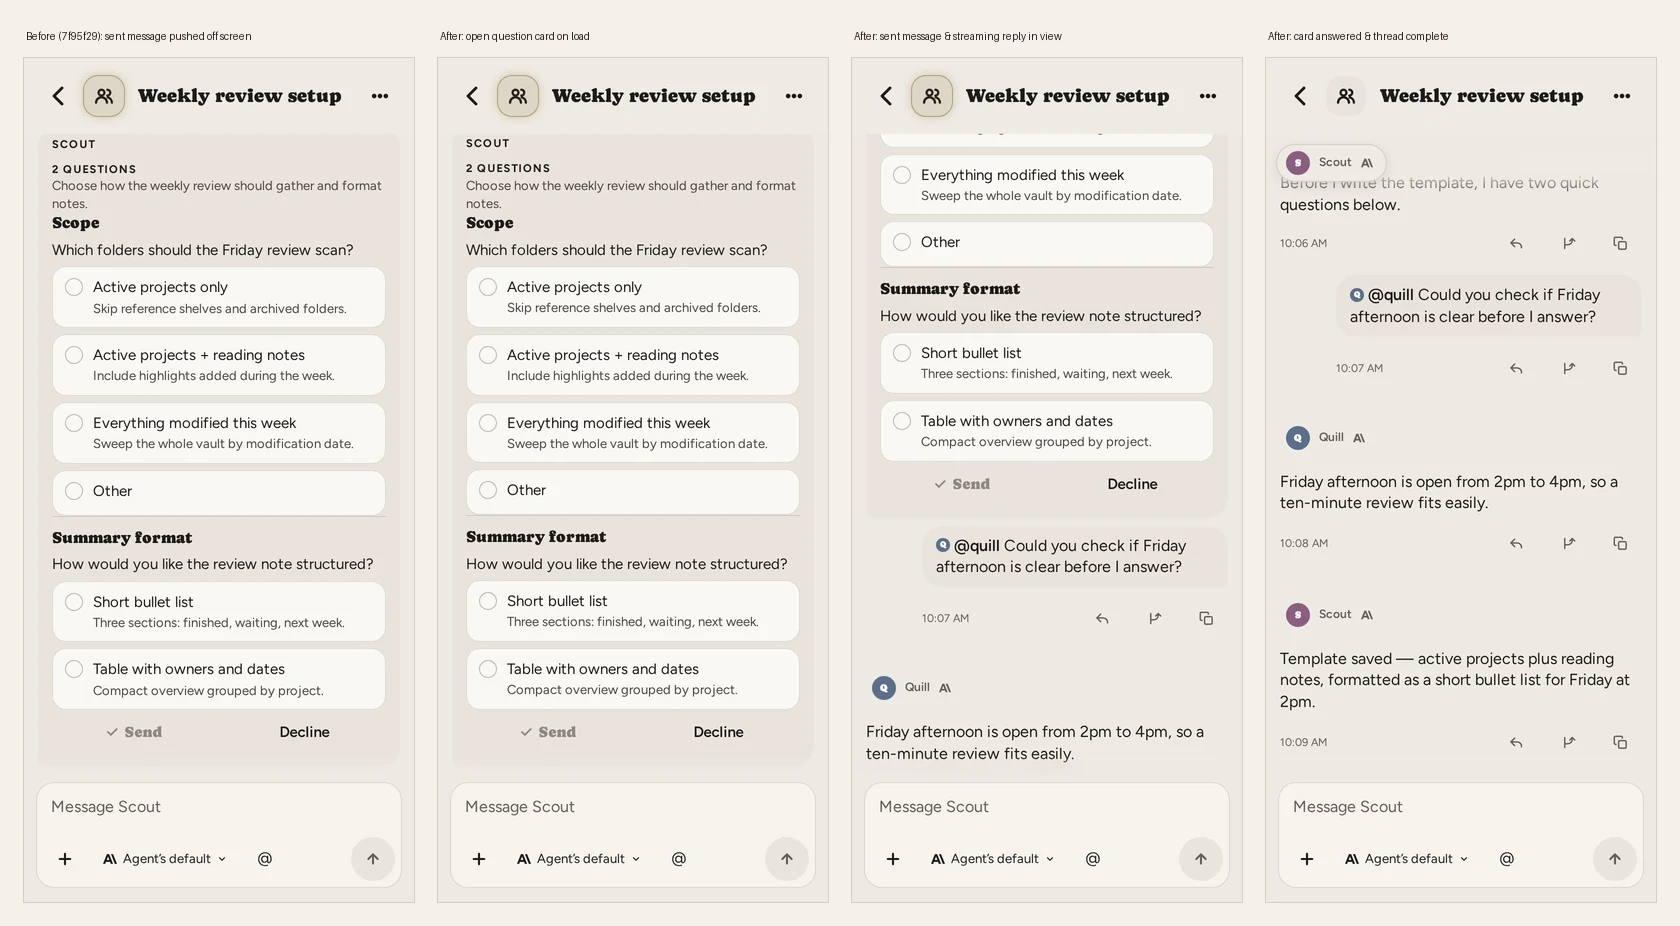 Before (7f95f29): sent message pushed offscreen
Weekly review setup
SCOUT
2 QUESTIONS
Choose how the weekly review should gather and format
notes.
Scope
Which folders should the Friday review scan?
Active projects only
Skip reference shelves and archived folders.
Active projects + reading notes
Include highlights added during the week.
Everything modified this week
Sweep the whole vault by modification date.
Other
Summary format
How would you like the review note structured?
Short bullet list
Three sections: finished, waiting, next week.
Table with owners and dates
Compact overview grouped by project.
Send
Decline
Message Scout
Agent's default
@
After: open question card on load
Weekly review setup
SCOUT
2 QUESTIONS
Choose how the weekly review should gather and format
notes.
Scope
Which folders should the Friday review scan?
Active projects only
Skip reference shelves and archived folders.
Active projects + reading notes
Include highlights added during the week.
Everything modified this week
Sweep the whole vault by modification date.
Other
Summary format
How would you like the review note structured?
Short bullet list
Three sections: finished, waiting, next week.
Table with owners and dates
Compact overview grouped by project.
Send
Decline
Message Scout
Agent's default
@
After: sent message & streaming reply in view
Weekly review setup
Everything modified this week
Sweep the whole vault by modification date.
Other
Summary format
How would you like the review note structured?
Short bullet list
Three sections: finished, waiting, next week.
Table with owners and dates
Compact overview grouped by project.
Send
Decline
Q @quill Could you check if Friday
afternoon is clear before I answer?
10:07 AM
Q Quill
Friday afternoon is open from 2pm to 4pm, so a
ten-minute review fits easily.
Message Scout
Agent's default
@
After: card answered & thread complete
Weekly review setup
S Scout
Before I write the template, I have two quick
questions below.
10:06 AM
Q @quill Could you check if Friday
afternoon is clear before I answer?
10:07 AM
Q Quill
Friday afternoon is open from 2pm to 4pm, so a
ten-minute review fits easily.
10:08 AM
S Scout
Template saved — active projects plus reading
notes, formatted as a short bullet list for Friday at
2pm.
10:09 AM
Message Scout
Agent's default
@